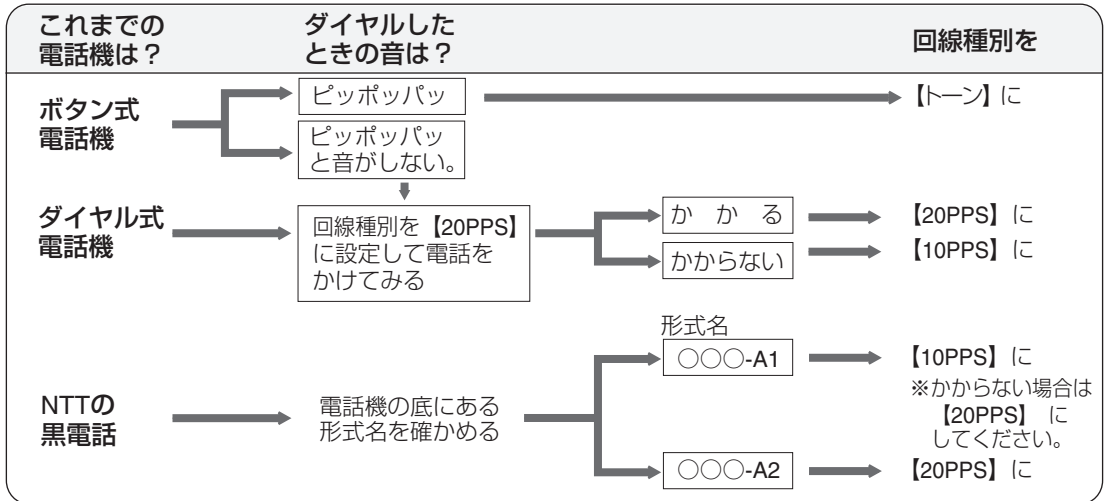 これまでの
電話機は？
ダイヤルした
ときの音は？
回線種別を
ボタン式
電話機
ピッポッパッ
【トーン】に
ピッポッパッ
と音がしない。
ダイヤル式
電話機
回線種別を【20PPS】
に設定して電話を
かけてみる
かかる
【20PPS】に
かからない
【10PPS】に
NTTの
黒電話
電話機の底にある
形式名を確かめる
形式名
○○○-A1
【10PPS】に
※かからない場合は
【20PPS】に
してください。
○○○-A2
【20PPS】に